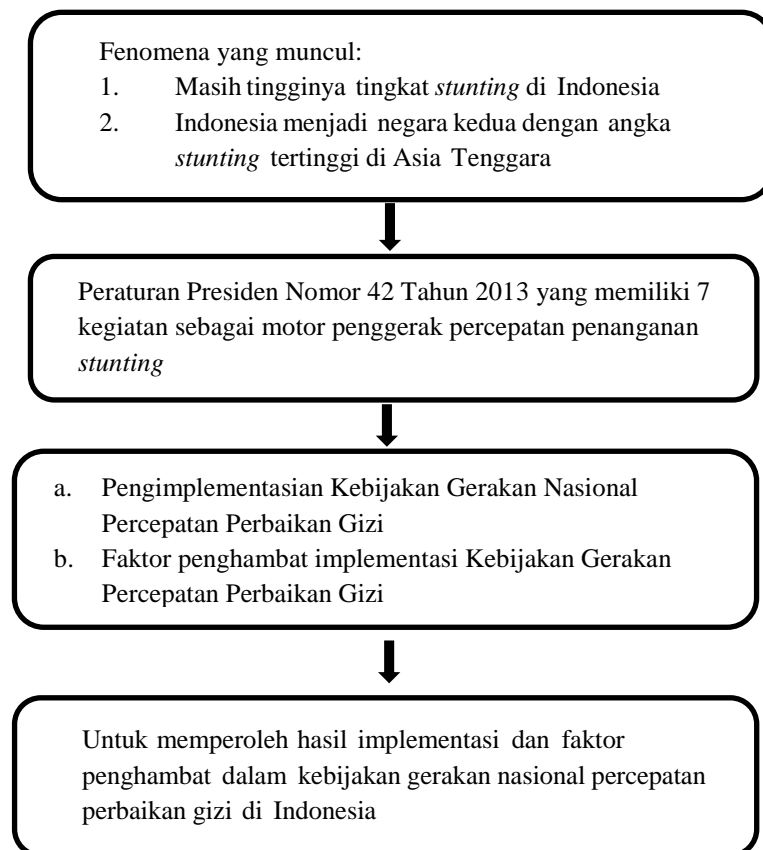 Fenomena yang muncul:
1. Masih tingginya tingkat stunting di Indonesia
2. Indonesia menjadi negara kedua dengan angka
stunting tertinggi di Asia Tenggara
Peraturan Presiden Nomor 42 Tahun 2013 yang memiliki 7
kegiatan sebagai motor penggerak percepatan penanganan
stunting
a. Pengimplementasian Kebijakan Gerakan Nasional
Percepatan Perbaikan Gizi
b. Faktor penghambat implementasi Kebijakan Gerakan
Percepatan Perbaikan Gizi
Untuk memperoleh hasil implementasi dan faktor
penghambat dalam kebijakan gerakan nasional percepatan
perbaikan gizi di Indonesia